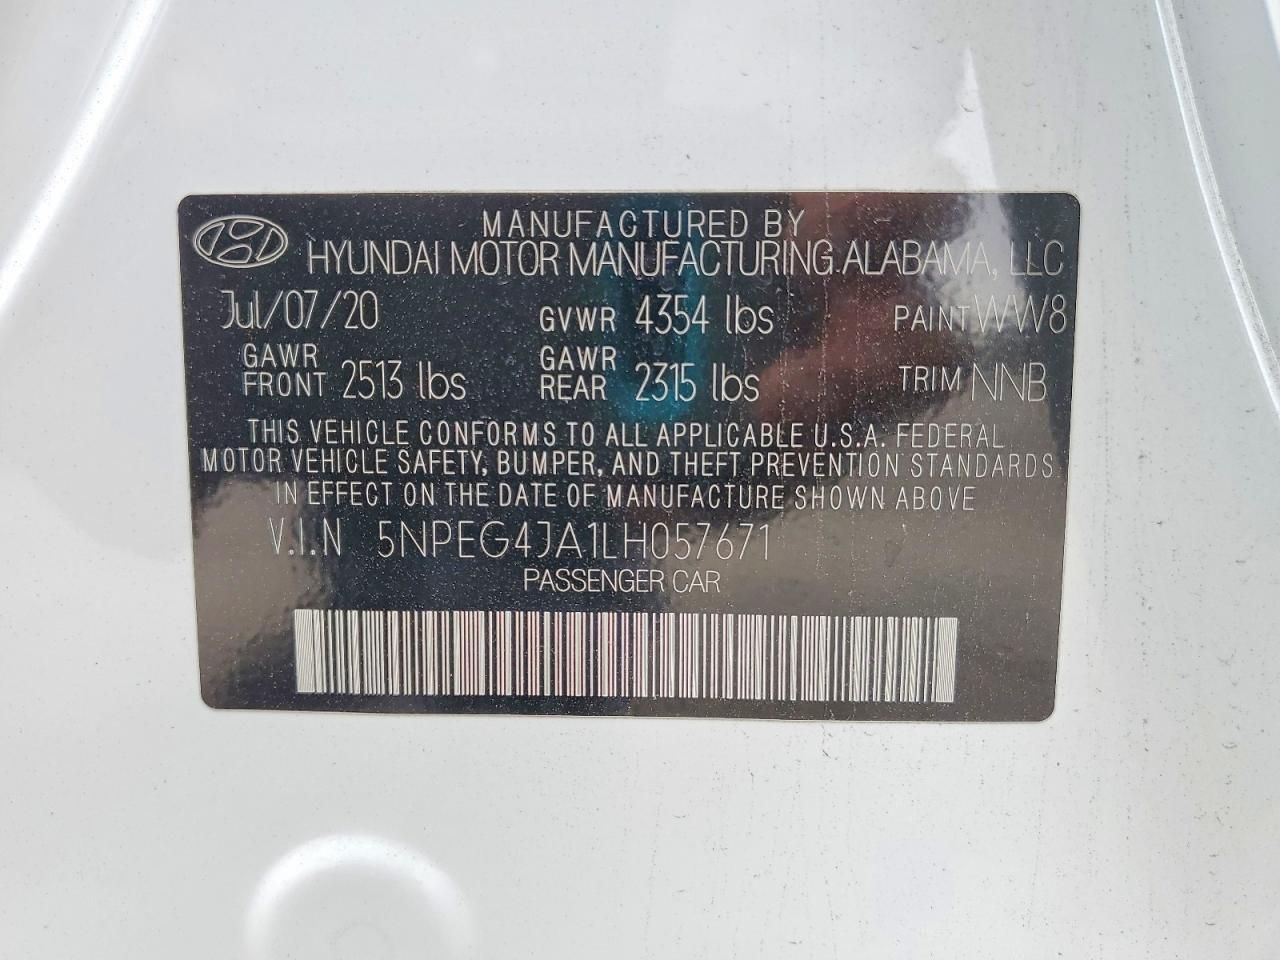 MANUFACTURED BY
HYUNDAI MOTOR MANUFACTURING ALABAMA, LLC
Jul/07/20 GVWR 4354 lbs PAINT WW8
GAWR FRONT 2513 lbs GAWR REAR 2315 lbs TRIM NNB
THIS VEHICLE CONFORMS TO ALL APPLICABLE U.S.A. FEDERAL
MOTOR VEHICLE SAFETY, BUMPER, AND THEFT PREVENTION STANDARDS
IN EFFECT ON THE DATE OF MANUFACTURE SHOWN ABOVE
V.I.N 5NPEG4JA1LH057671
PASSENGER CAR